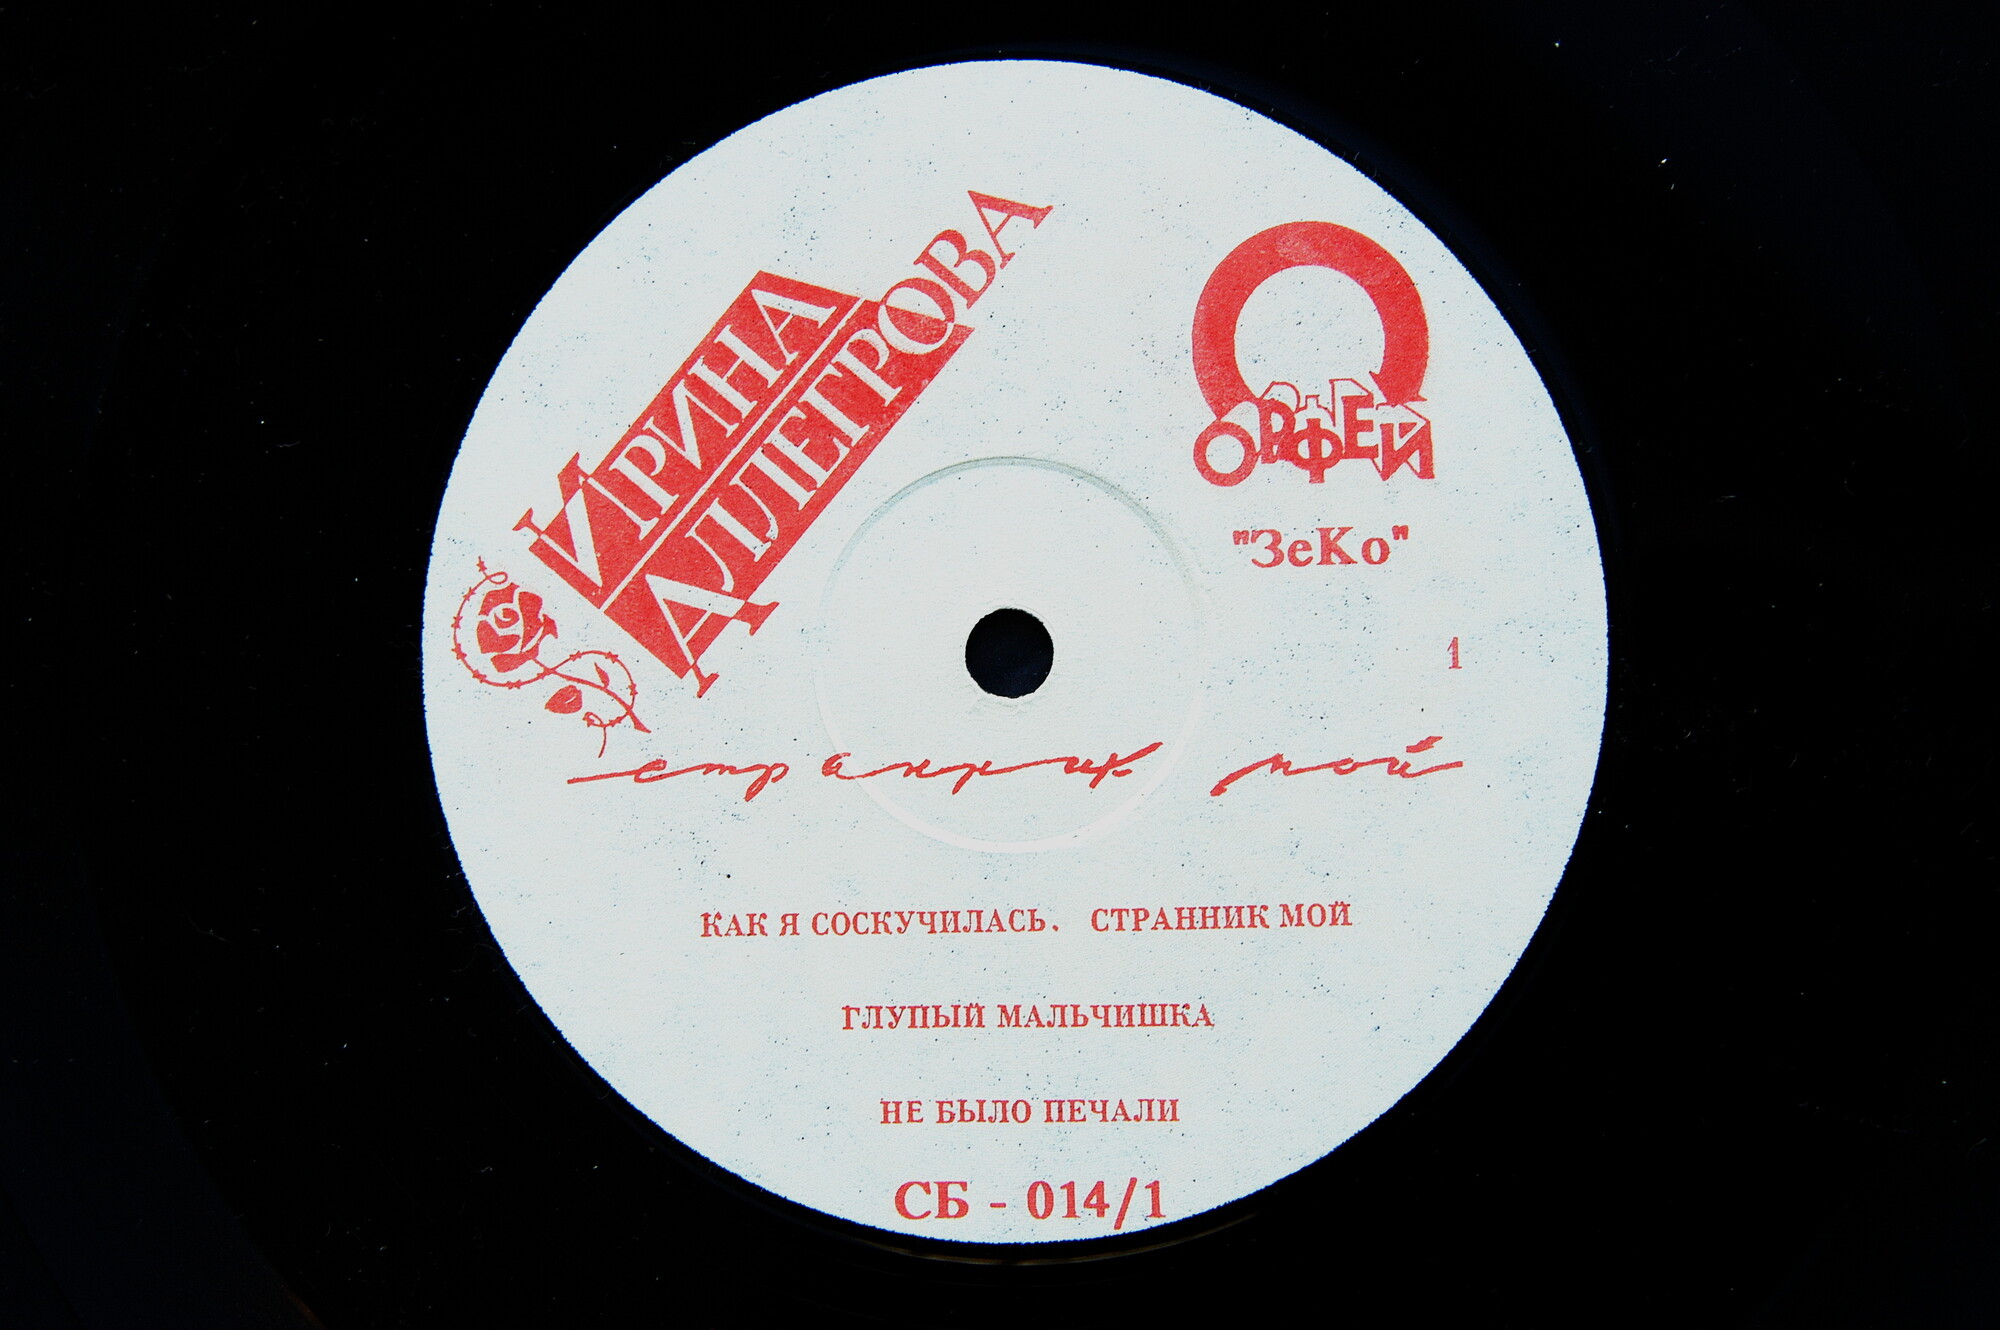 ИРИНА
АЛЛЕГРОВА
ОРФЕЙ
"ЗеКо"
1
странник мой
КАК Я СОСКУЧИЛАСЬ. СТРАННИК МОЙ
ГЛУПЫЙ МАЛЬЧИШКА
НЕ БЫЛО ПЕЧАЛИ
СБ - 014/1